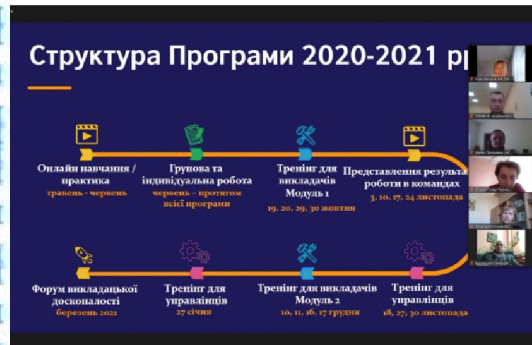 Структура Програми 2020-2021 рр
Онлайн навчання /
практика
травень - червень
Групова та
індивідуальна робота
червень – протягом
всієї програми
Тренінг для
викладачів
Модуль 1
19, 20, 29, 30 жовтня
Представлення результа
роботи в командах
3, 10, 17, 24 листопада
Форум викладацької
досконалості
березень 2021
Тренінг для
управлінців
27 січня
Тренінг для викладачів
Модуль 2
10, 11, 16, 17 грудня
Тренінг для
управлінців
18, 27, 30 листопада